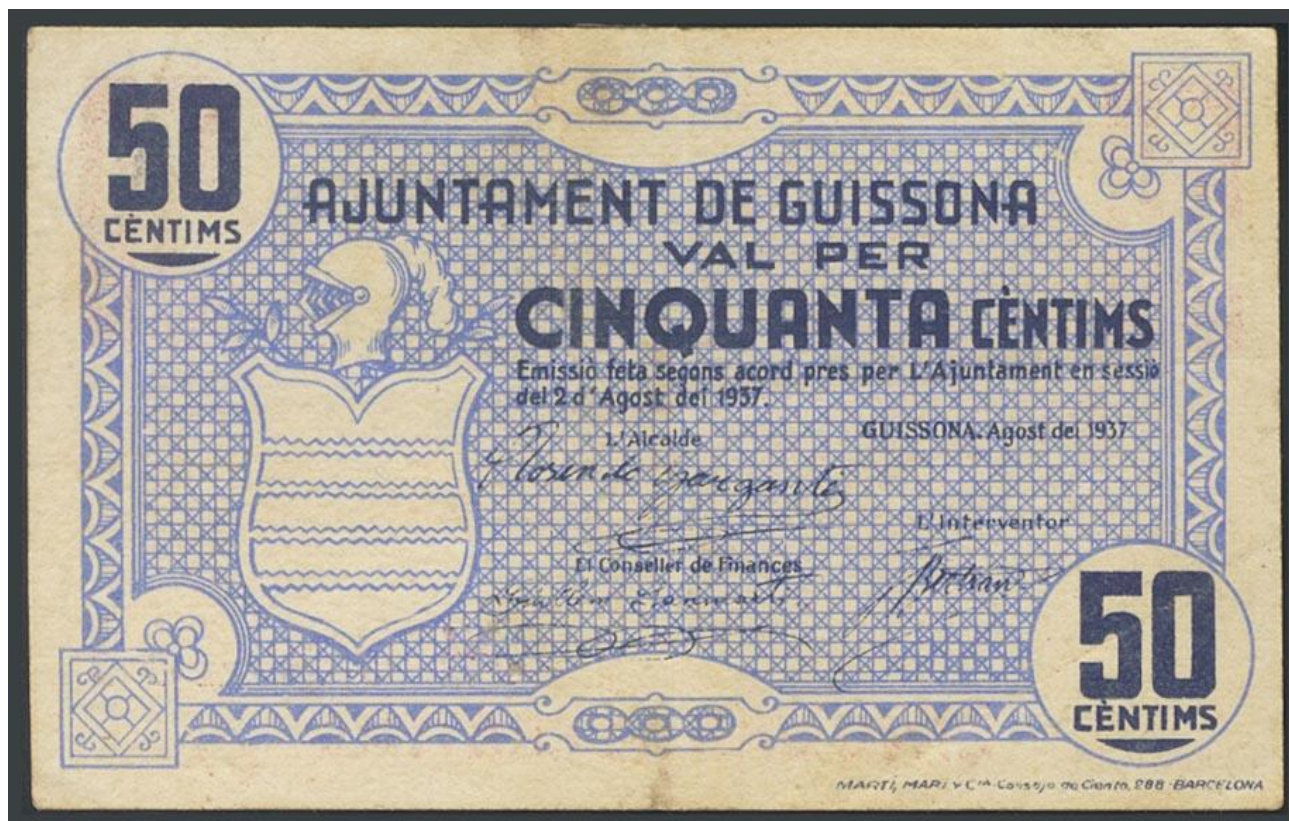 50
CÈNTIMS
AJUNTAMENT DE GUISSONA
VAL PER
CINQUANTA CÈNTIMS
Emissió feta segons acord pres per L'Ajuntament en sessió
del 2 d'Agost del 1937.
L'Alcalde
GUISSONA. Agost del 1937
L'Interventor
El Conseller de Finances
50
CÈNTIMS
MARTÍ, MARÍ Y Cía. Consejo de Ciento, 288 - BARCELONA